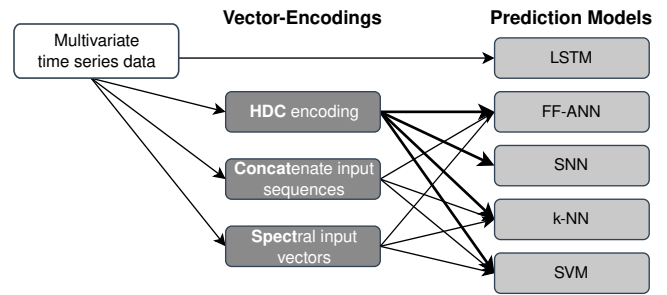 Vector-Encodings
Prediction Models
Multivariate
time series data
LSTM
HDC encoding
FF-ANN
Concatenate input
sequences
SNN
Spectral input
vectors
k-NN
SVM